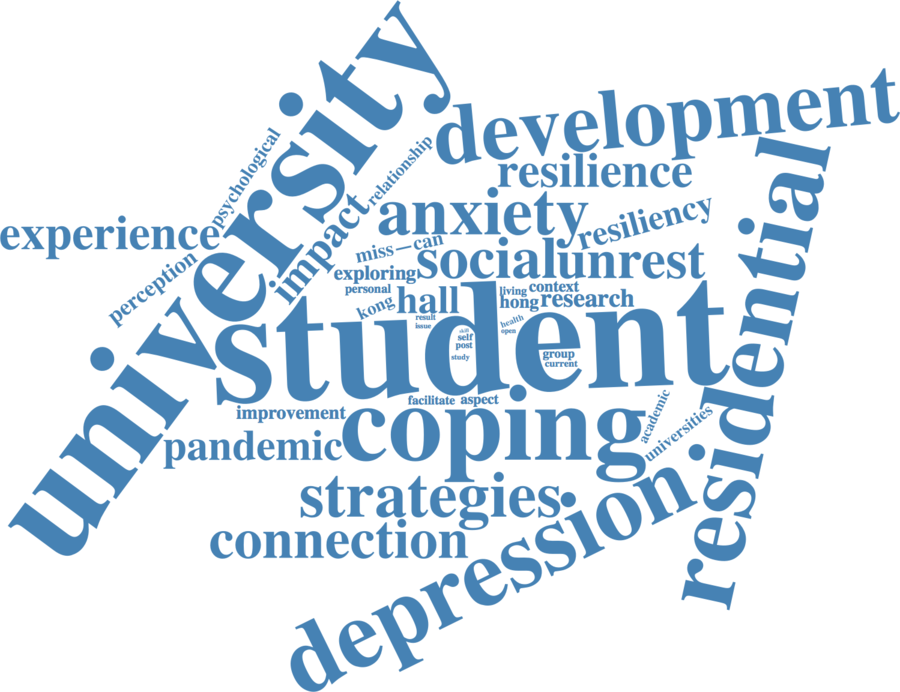 university
development
psychological
relationship
resilience
experience
impact
anxiety
resiliency
miss—can
perception
exploring
social
unrest
personal
living
context
kong
hall
hong
research
result
issue
health
open
student
skill
self
post
study
group
current
improvement
facilitate
aspect
academic
universities
pandemic
coping
residential
strategies
connection
depression